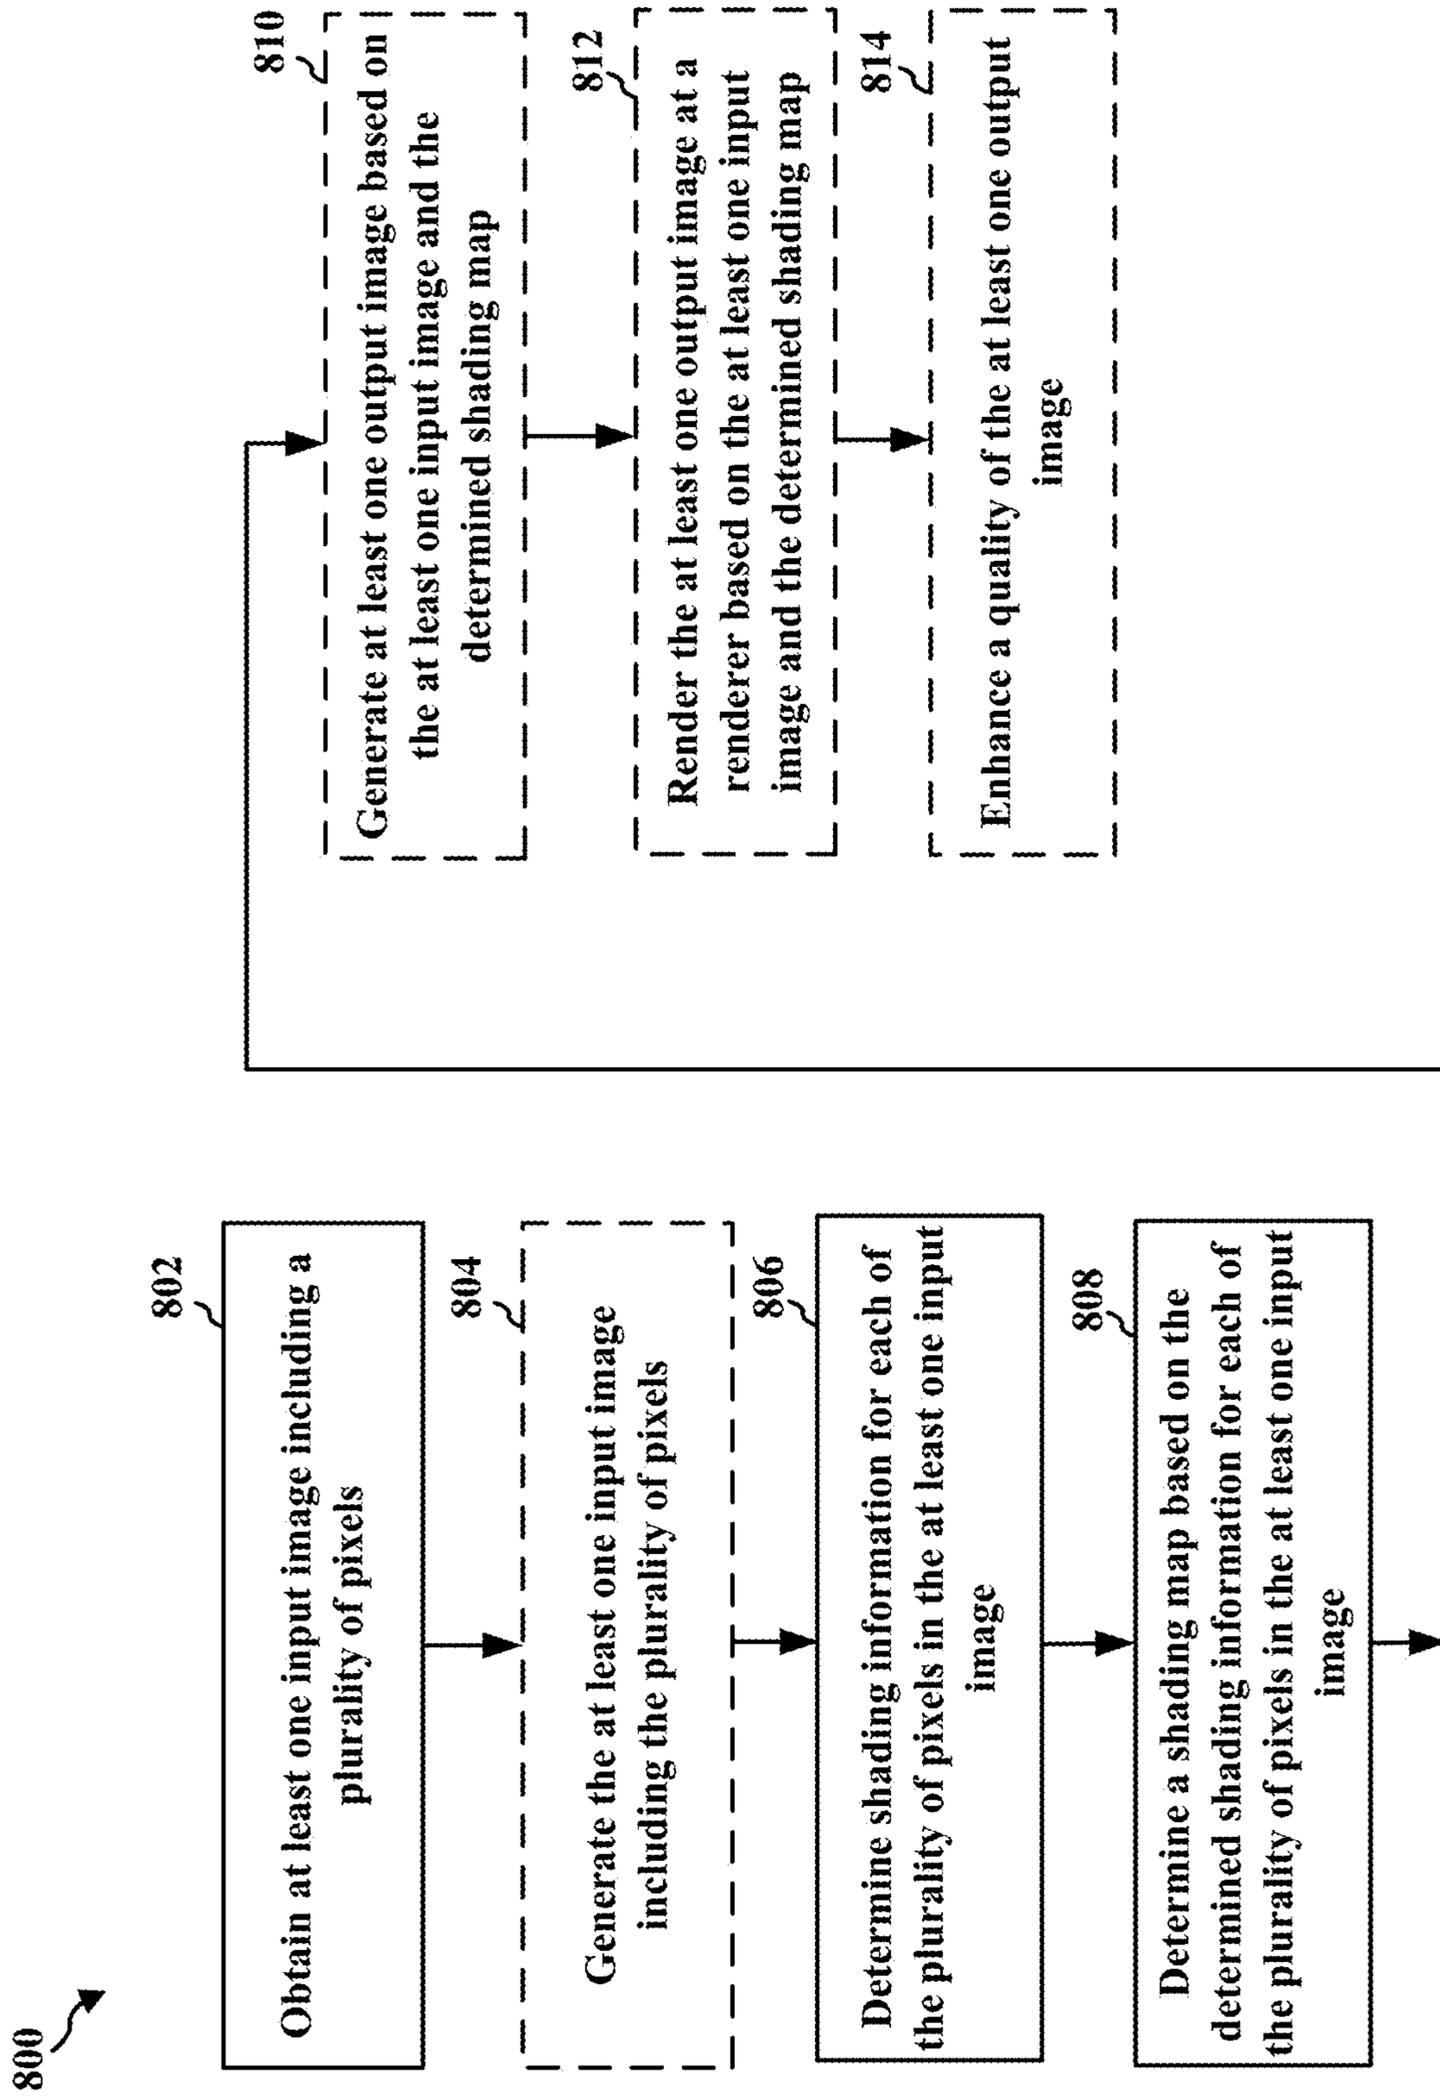 800
802
Obtain at least one input image including a
plurality of pixels
804
Generate the at least one input image
including the plurality of pixels
806
Determine shading information for each of
the plurality of pixels in the at least one input
image
808
Determine a shading map based on the
determined shading information for each of
the plurality of pixels in the at least one input
image
810
Generate at least one output image based on
the at least one input image and the
determined shading map
812
Render the at least one output image at a
renderer based on the at least one input
image and the determined shading map
814
Enhance a quality of the at least one output
image